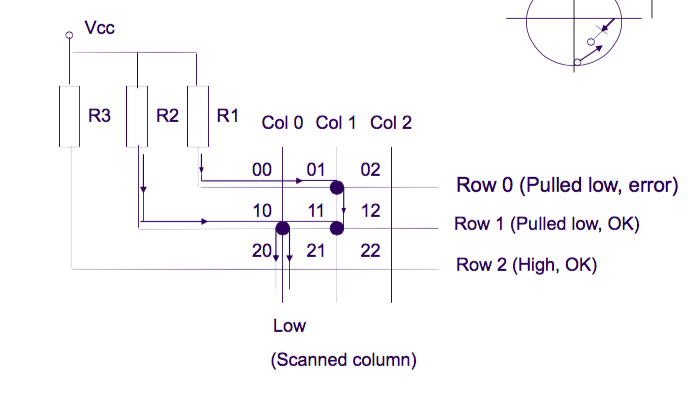 Vcc
R3 R2 R1
Col 0 Col 1 Col 2
00 01 02
Row 0 (Pulled low, error)
10 11 12
Row 1 (Pulled low, OK)
20 21 22
Row 2 (High, OK)
Low
(Scanned column)